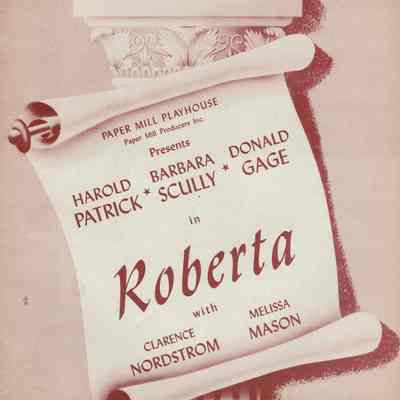 PAPER MILL PLAYHOUSE
Paper Mill Producers Inc.
Presents
HAROLD BARBARA DONALD
PATRICK * SCULLY * GAGE
in
Roberta
with
CLARENCE MELISSA
NORDSTROM MASON